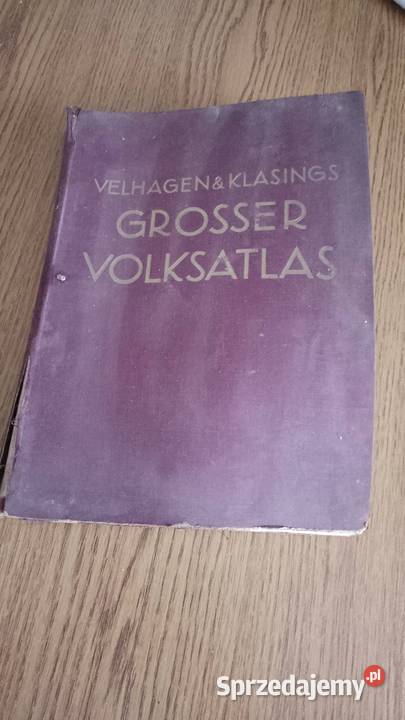 VELHAGEN & KLASINGS
GROSSER
VOLKSATLAS
Sprzedajemy.pl